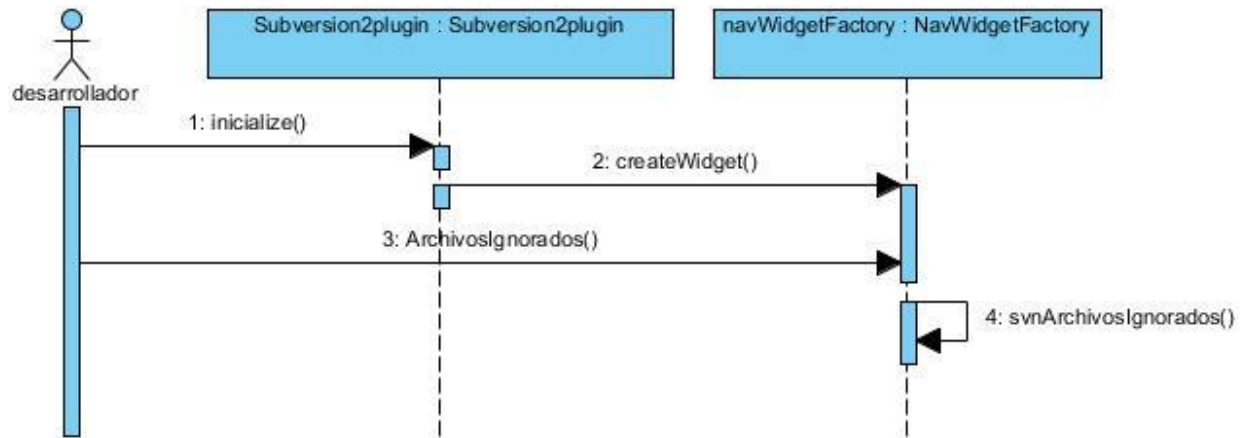 Subversion2plugin : Subversion2plugin
navWidgetFactory : NavWidgetFactory
desarrollador
1: inicialize()
2: createWidget()
3: ArchivosIgnorados()
4: svnArchivosIgnorados()